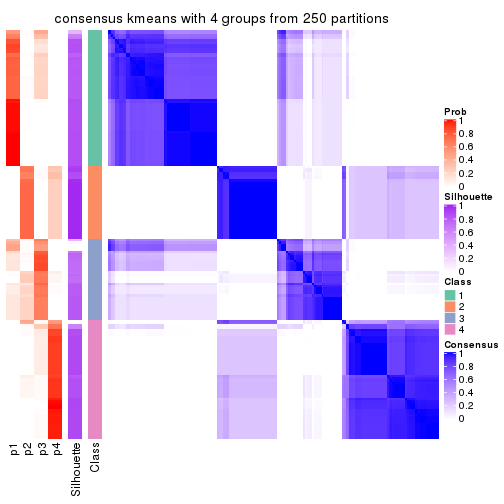 consensus kmeans with 4 groups from 250 partitions
Prob
1
0.8
0.6
0.4
0.2
0
Silhouette
1
0.8
0.6
0.4
0.2
0
Class
1
2
3
4
Consensus
1
0.8
0.6
0.4
0.2
0
p1
p2
p3
p4
Silhouette
Class